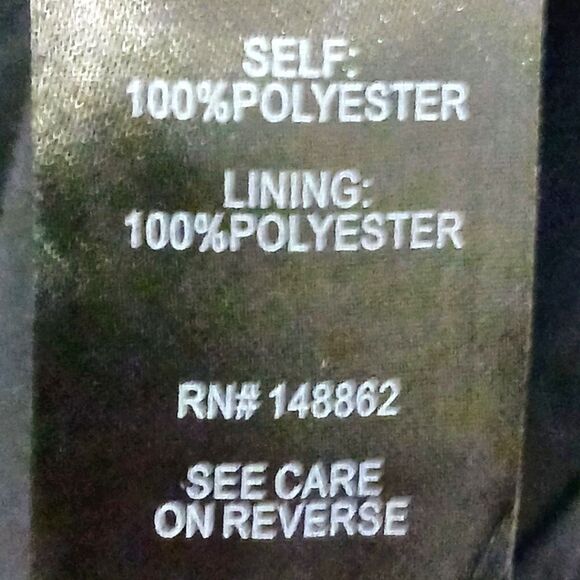 SELF:
100%POLYESTER
LINING:
100%POLYESTER
RN# 148862
SEE CARE
ON REVERSE